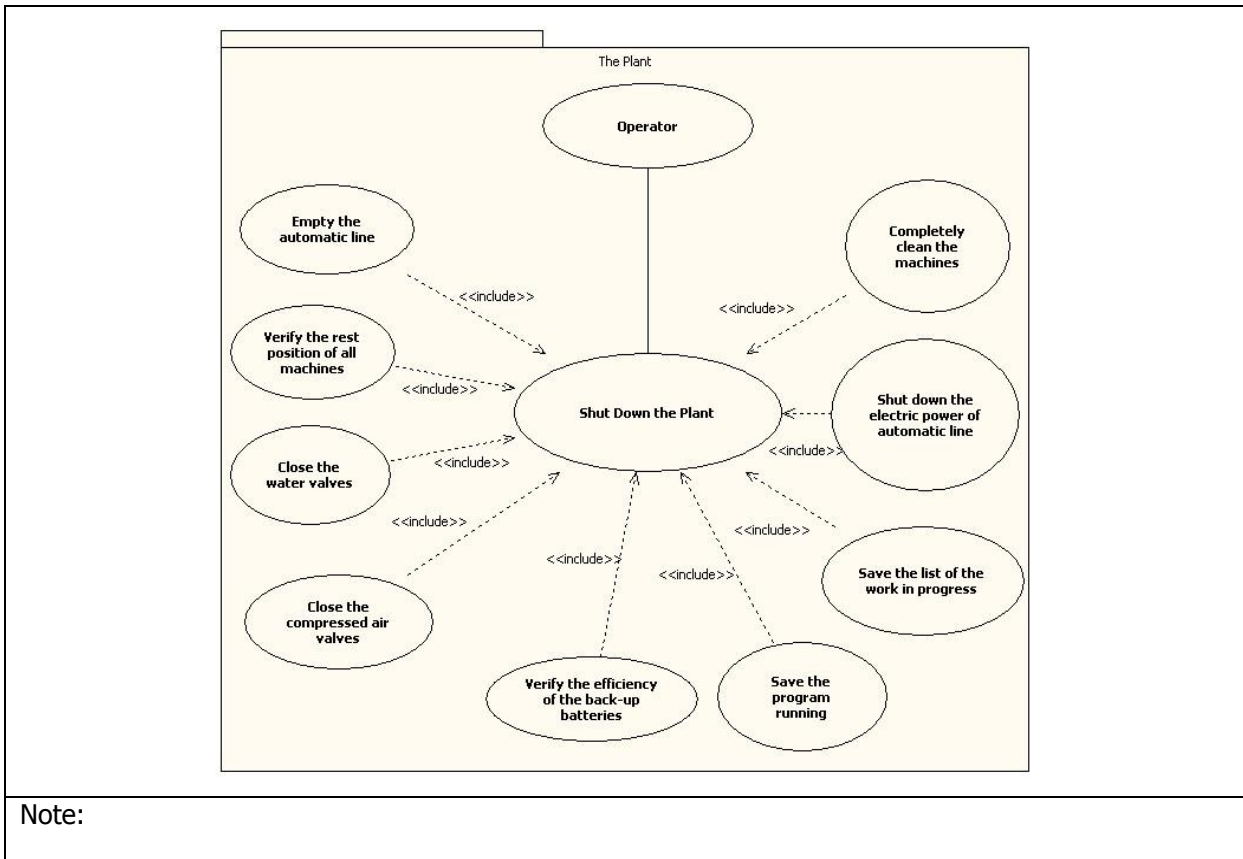 The Plant
Operator
Empty the
automatic line
Completely
clean the
machines
<<include>>
<<include>>
Verify the rest
position of all
machines
<<include>>
Shut Down the Plant
Shut down the
electric power of
automatic line
<<include>>
Close the
water valves
<<include>>
<<include>>
<<include>>
<<include>>
<<include>>
Save the list of the
work in progress
Close the
compressed air
valves
Verify the efficiency
of the back-up
batteries
Save the
program
running
Note: